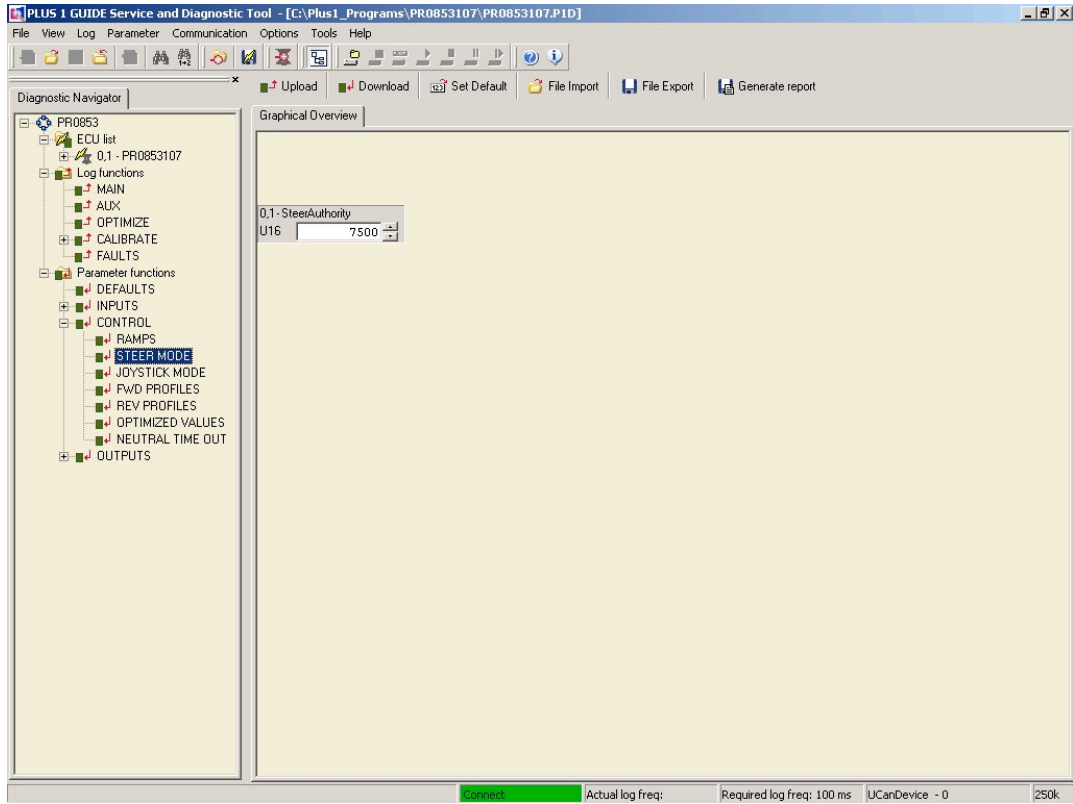 PLUS 1 GUIDE Service and Diagnostic Tool - [C:\Plus1_Programs\PR0853107\PR0853107.P1D]
File View Log Parameter Communication Options Tools Help
Upload Download Set Default File Import File Export Generate report
Diagnostic Navigator
Graphical Overview
PR0853
ECU list
0,1 - PR0853107
Log functions
MAIN
AUX
OPTIMIZE
CALIBRATE
FAULTS
Parameter functions
DEFAULTS
INPUTS
CONTROL
RAMPS
STEER MODE
JOYSTICK MODE
FWD PROFILES
REV PROFILES
OPTIMIZED VALUES
NEUTRAL TIME OUT
OUTPUTS
0,1 - SteerAuthority
U16 7500
Connect Actual log freq: Required log freq: 100 ms UCanDevice - 0 250k